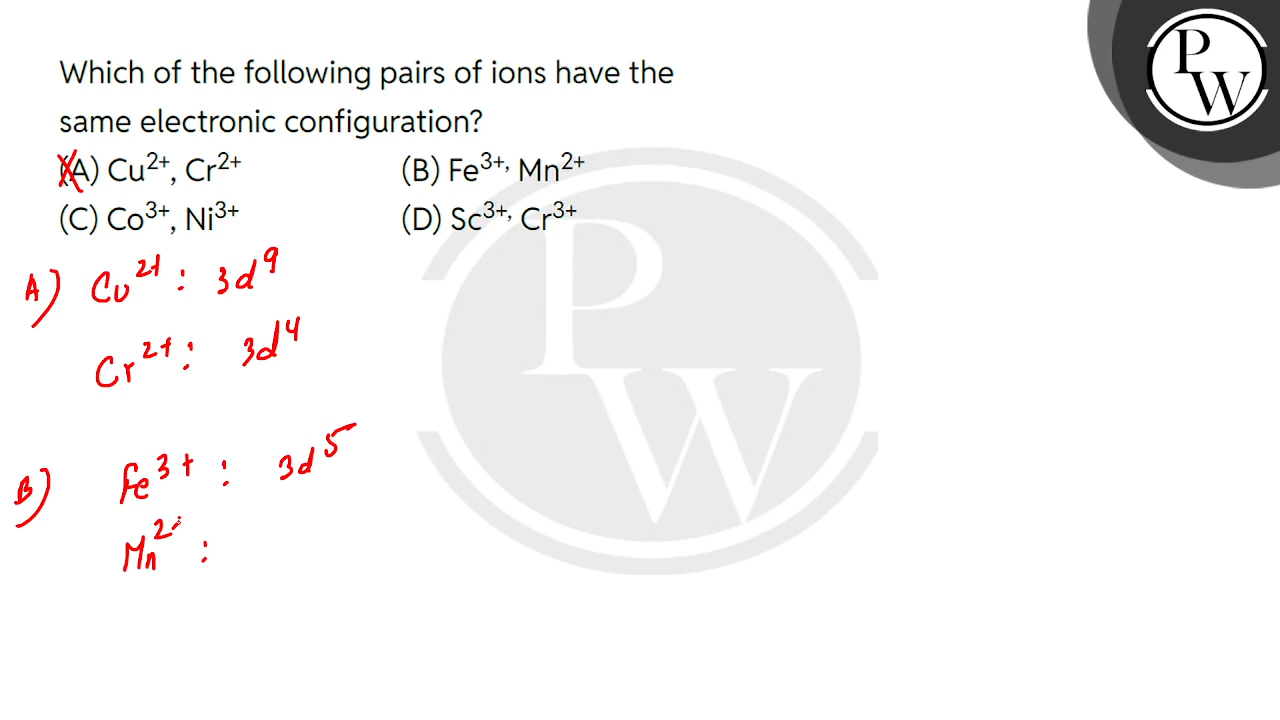 Which of the following pairs of ions have the
same electronic configuration?
(A) Cu²⁺, Cr²⁺ (B) Fe³⁺, Mn²⁺
(C) Co³⁺, Ni³⁺ (D) Sc³⁺, Cr³⁺
A) Cu²⁺ : 3d⁹
Cr²⁺ : 3d⁴
B) Fe³⁺ : 3d⁵
Mn²⁺ :
PW
PW